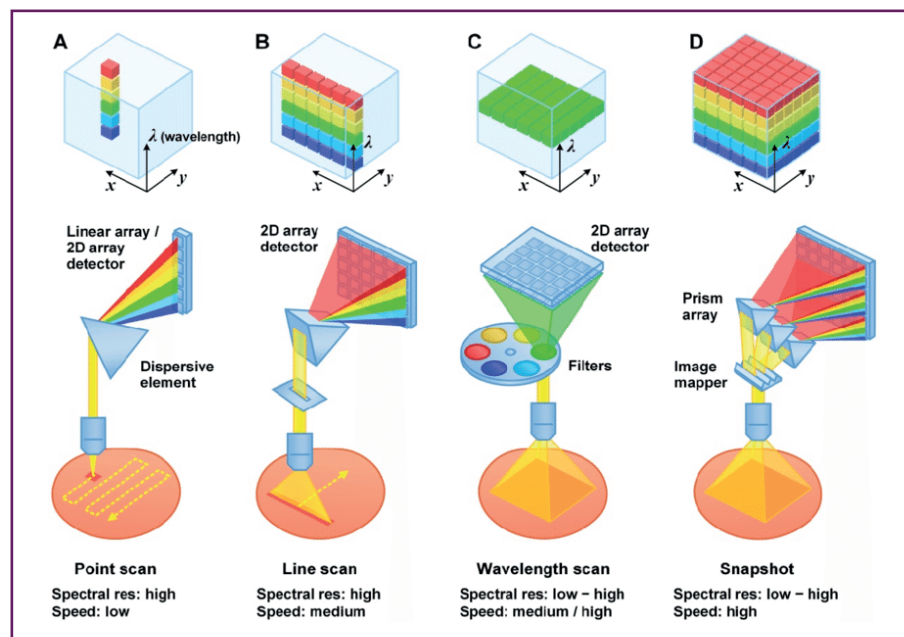 A
λ (wavelength)
x
y
Linear array /
2D array
detector
Dispersive
element
Point scan
Spectral res: high
Speed: low
B
λ
x
y
2D array
detector
Line scan
Spectral res: high
Speed: medium
C
λ
x
y
2D array
detector
Filters
Wavelength scan
Spectral res: low – high
Speed: medium / high
D
λ
x
y
Prism
array
Image
mapper
Snapshot
Spectral res: low – high
Speed: high